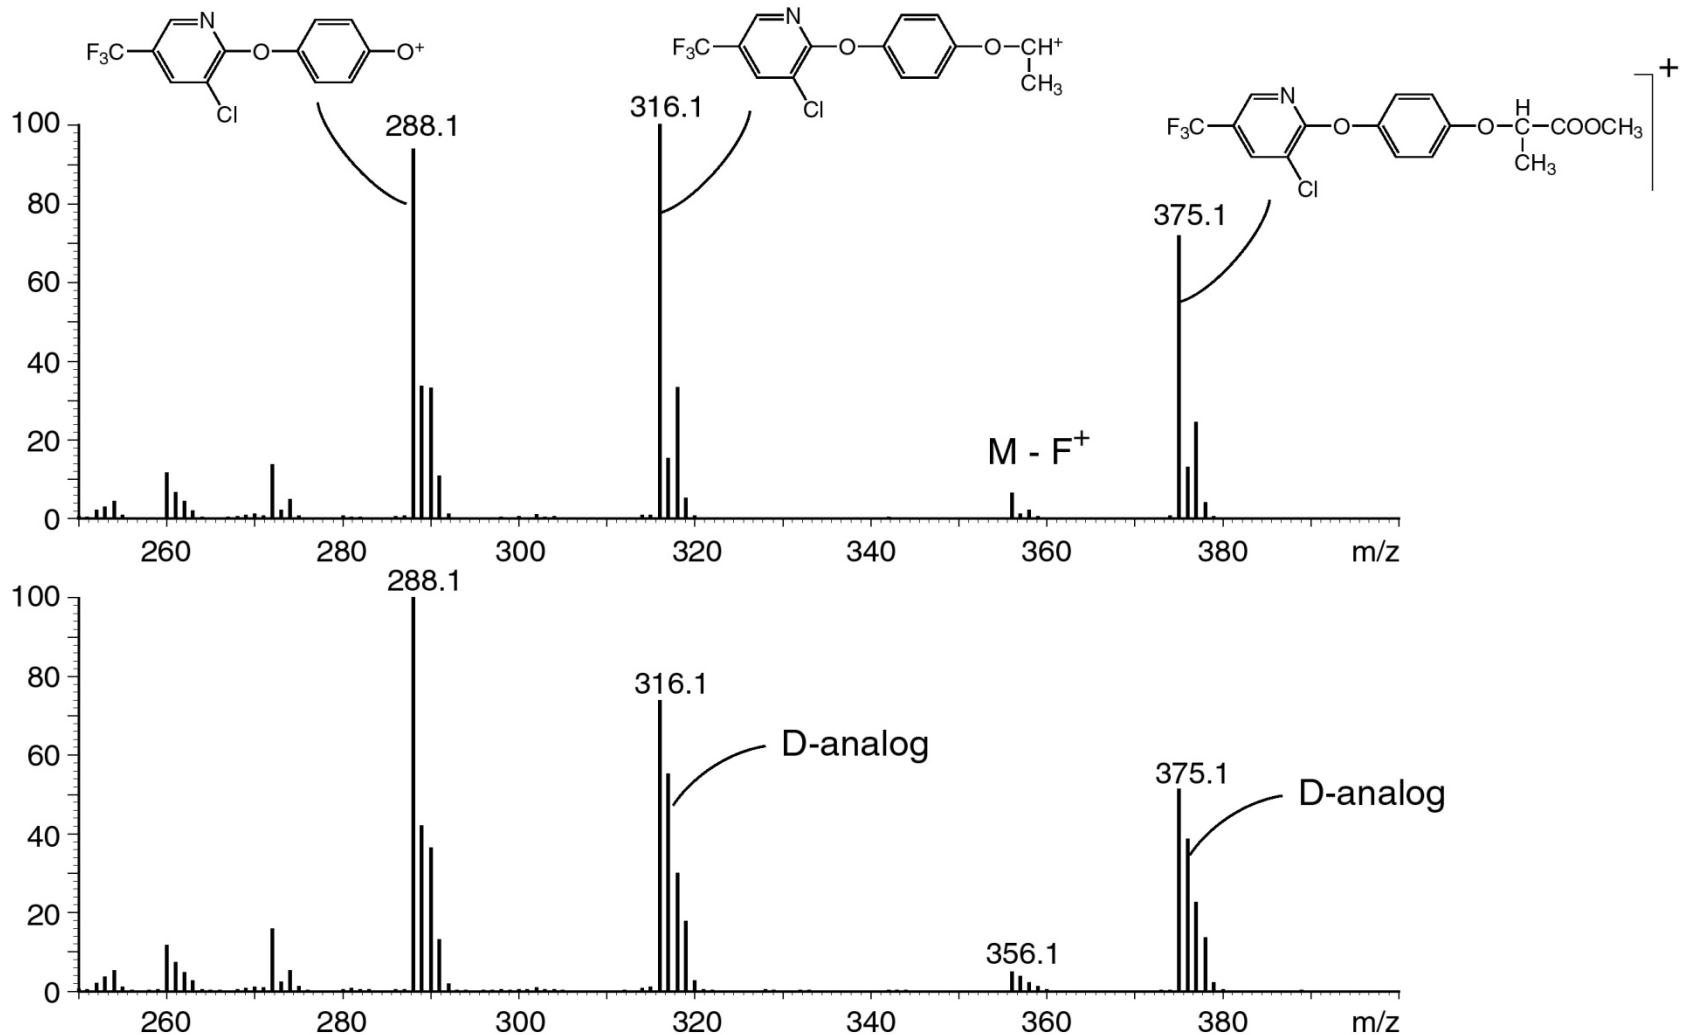 N
F₃C
O
O⁺
Cl
N
F₃C
O
O
CH⁺
CH₃
Cl
+
N
F₃C
O
O
H
C
COOCH₃
CH₃
Cl
100
80
60
40
20
0
288.1
316.1
375.1
M - F⁺
260 280 300 320 340 360 380 m/z
100
80
60
40
20
0
288.1
316.1
D-analog
375.1
D-analog
356.1
260 280 300 320 340 360 380 m/z